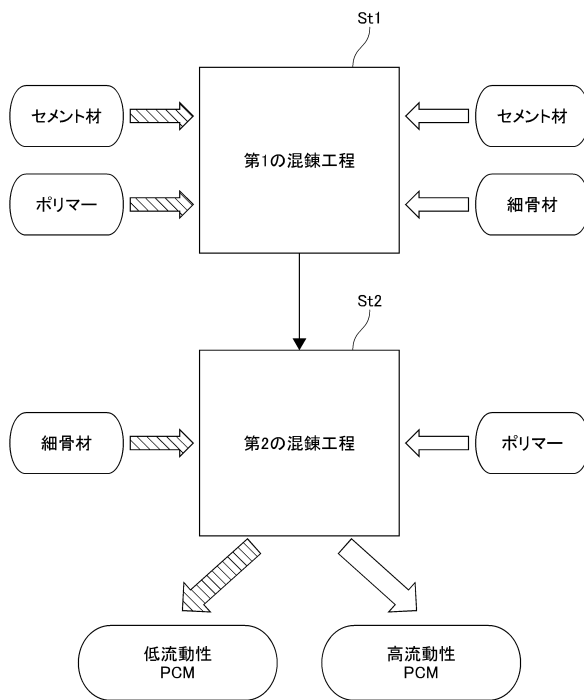 St1
セメント材
セメント材
第1の混錬工程
ポリマー
細骨材
St2
細骨材
第2の混錬工程
ポリマー
低流動性
PCM
高流動性
PCM